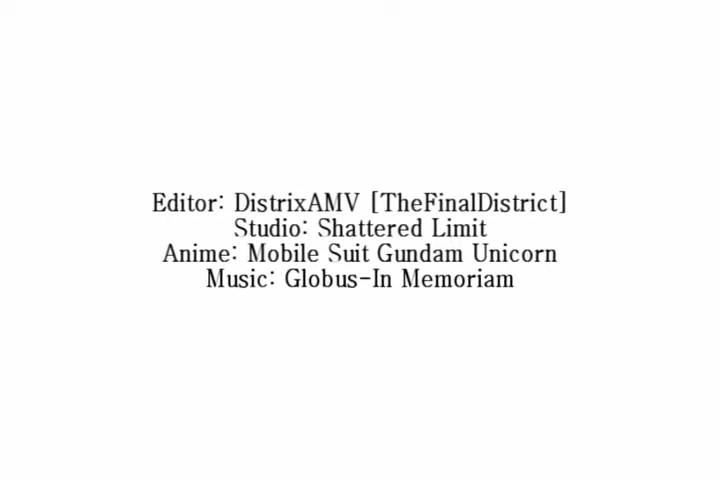 Editor: DistrixAMV [TheFinalDistrict]
Studio: Shattered Limit
Anime: Mobile Suit Gundam Unicorn
Music: Globus-In Memoriam